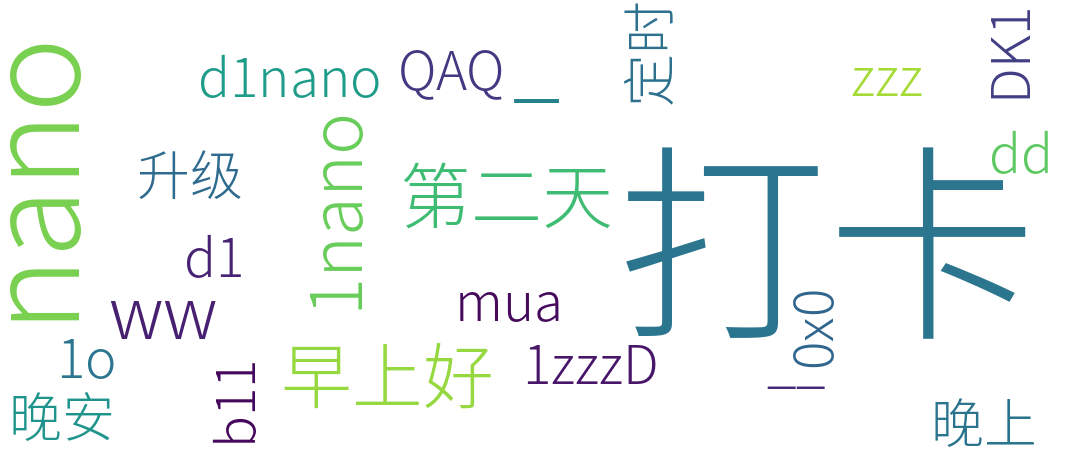 nano
d1nano
QAQ
_
定时
zzz
DK1
dd
升级
1nano
第二天
打卡
d1
ww
mua
_0x0
1o
早上好
1zzzD
b11
晚安
晚上